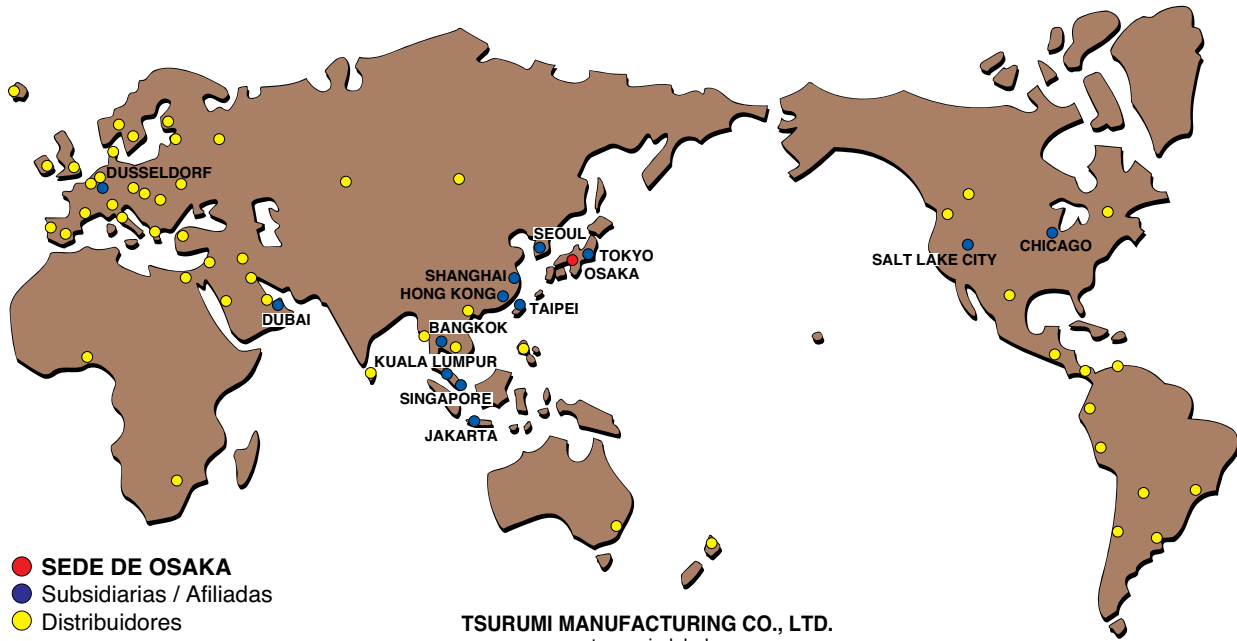 DUSSELDORF
SEOUL
TOKYO
OSAKA
SHANGHAI
HONG KONG
TAIPEI
DUBAI
BANGKOK
KUALA LUMPUR
SINGAPORE
JAKARTA
SALT LAKE CITY
CHICAGO
SEDE DE OSAKA
Subsidiarias / Afiliadas
Distribuidores
TSURUMI MANUFACTURING CO., LTD.